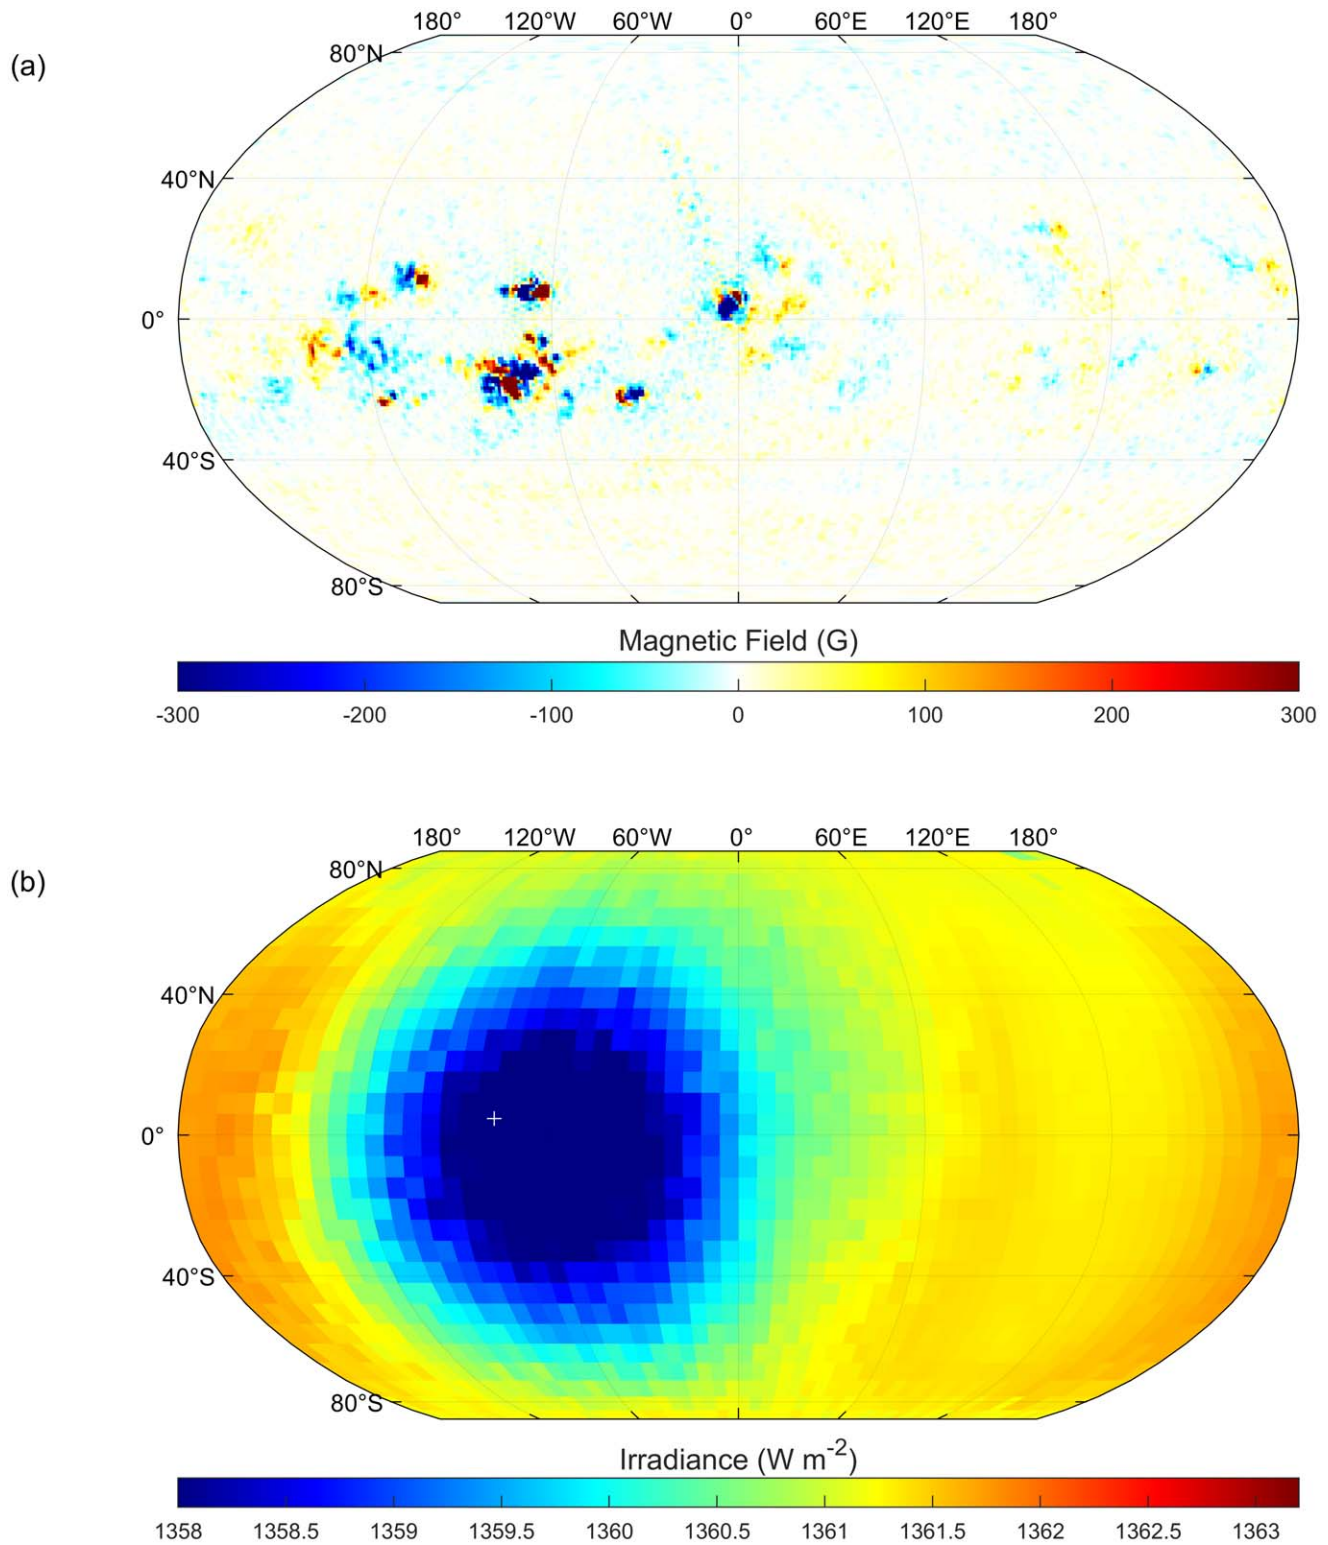 (a)
180° 120°W 60°W 0° 60°E 120°E 180°
80°N
40°N
0°
40°S
80°S
Magnetic Field (G)
-300 -200 -100 0 100 200 300
(b)
180° 120°W 60°W 0° 60°E 120°E 180°
80°N
40°N
0°
40°S
80°S
Irradiance (W m⁻²)
1358 1358.5 1359 1359.5 1360 1360.5 1361 1361.5 1362 1362.5 1363